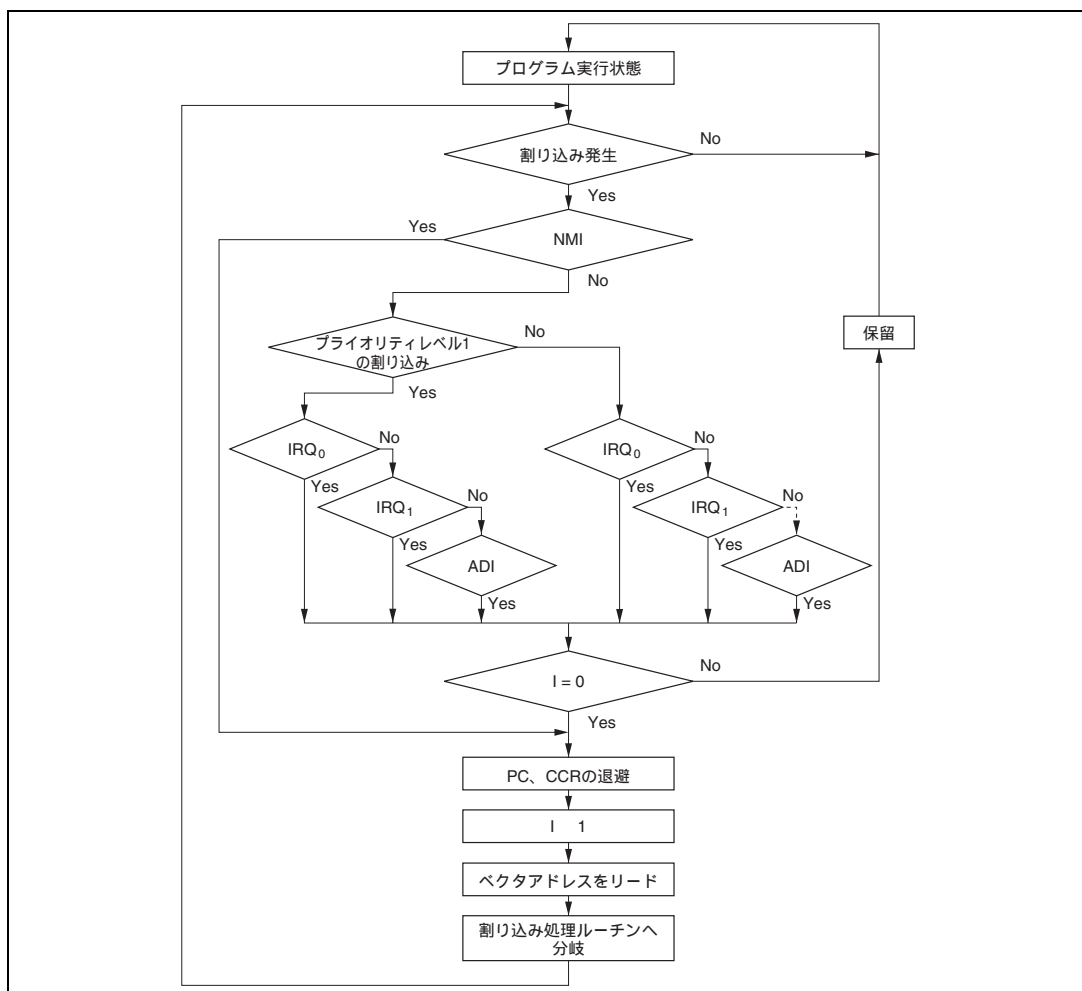 プログラム実行状態
割り込み発生
No
Yes
Yes
NMI
No
プライオリティレベル1
の割り込み
No
保留
Yes
IRQ0
No
IRQ0
No
Yes
IRQ1
No
Yes
IRQ1
No
Yes
ADI
Yes
ADI
Yes
Yes
I = 0
No
Yes
PC、CCRの退避
I 1
ベクタアドレスをリード
割り込み処理ルーチンへ
分岐